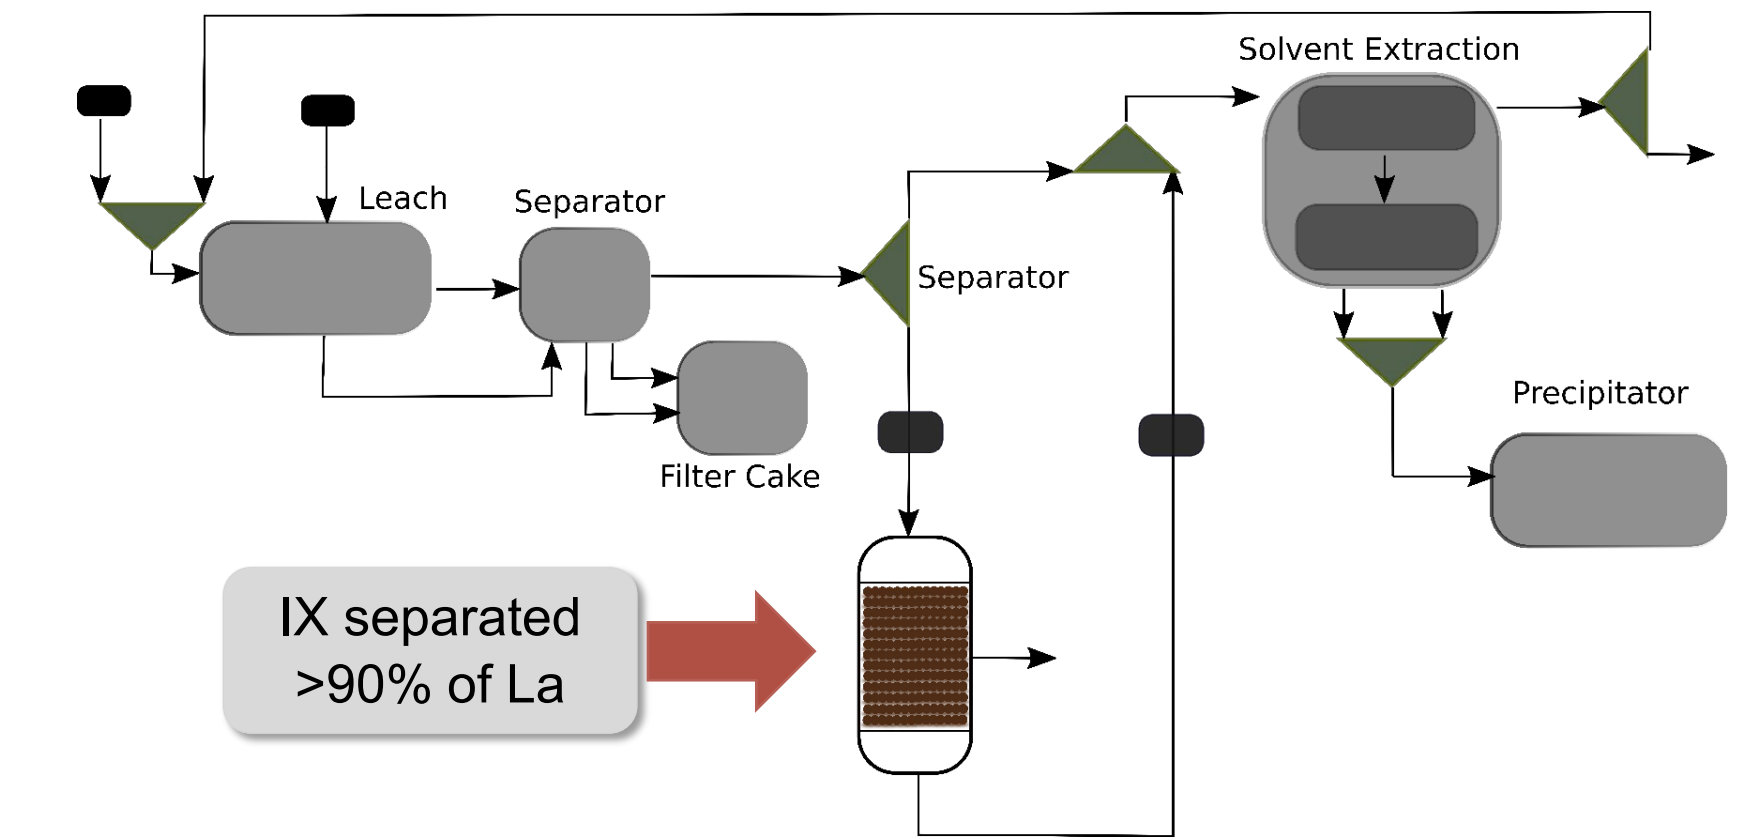 Solvent Extraction
Leach
Separator
Separator
Filter Cake
Precipitator
IX separated
>90% of La